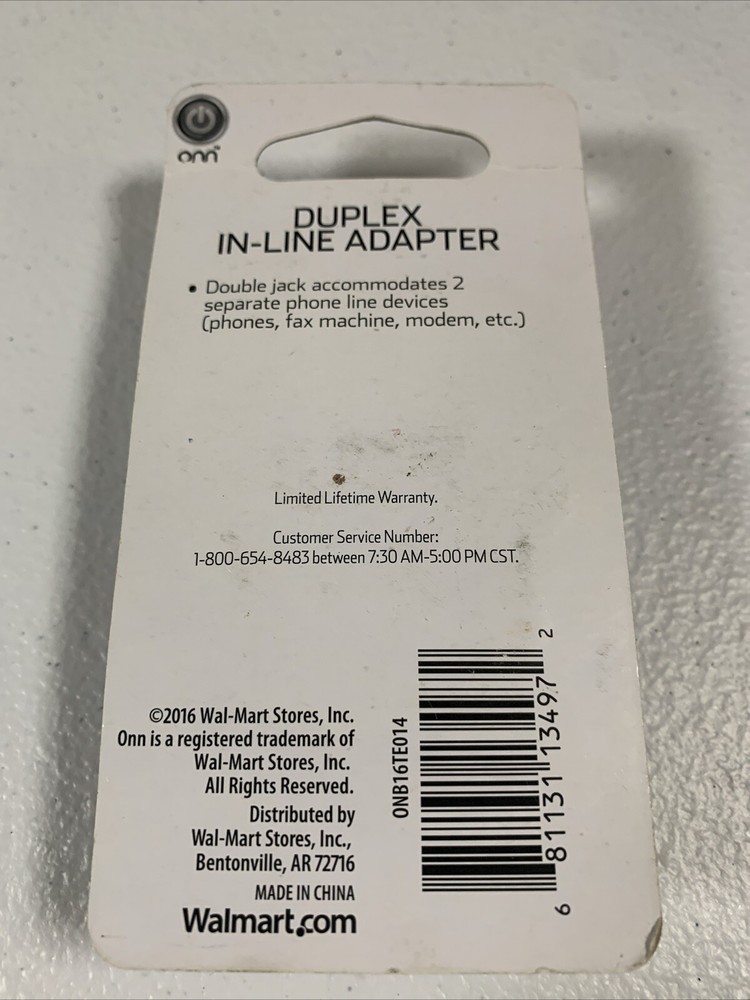 onn™
DUPLEX
IN-LINE ADAPTER
• Double jack accommodates 2
separate phone line devices
(phones, fax machine, modem, etc.)
Limited Lifetime Warranty.
Customer Service Number:
1-800-654-8483 between 7:30 AM-5:00 PM CST.
©2016 Wal-Mart Stores, Inc.
Onn is a registered trademark of
Wal-Mart Stores, Inc.
All Rights Reserved.
Distributed by
Wal-Mart Stores, Inc.,
Bentonville, AR 72716
MADE IN CHINA
Walmart.com
ONB16TE014
6 81131 13497 2